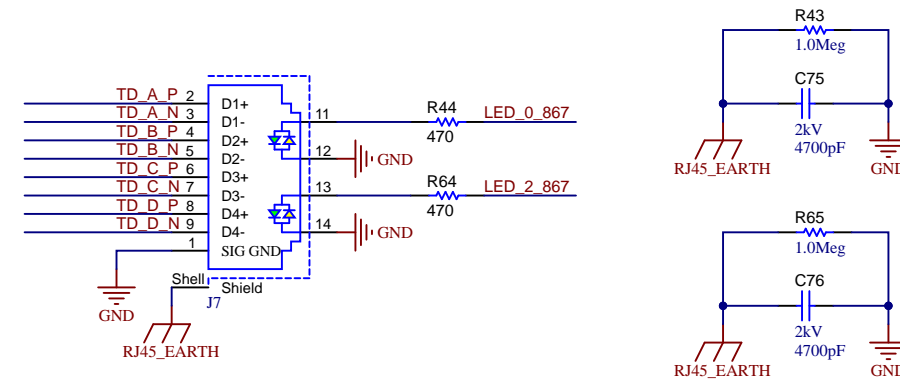 TD_A_P 2 D1+
TD_A_N 3 D1-
TD_B_P 4 D2+
TD_B_N 5 D2-
TD_C_P 6 D3+
TD_C_N 7 D3-
TD_D_P 8 D4+
TD_D_N 9 D4-
1 SIG GND
GND
Shell Shield
J7
RJ45_EARTH
11 R44 LED_0_867
470
12 GND
13 R64 LED_2_867
470
14 GND
R43
1.0Meg
C75
2kV
4700pF
RJ45_EARTH GND
R65
1.0Meg
C76
2kV
4700pF
RJ45_EARTH GND